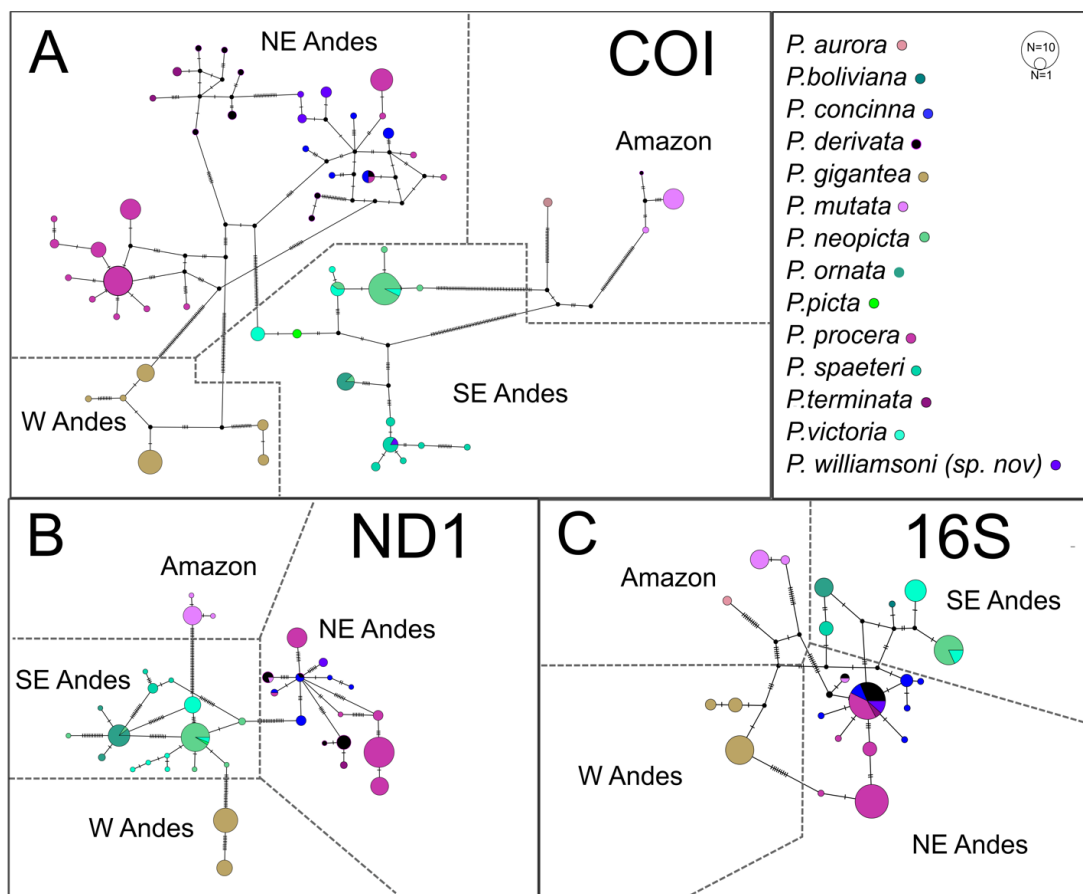 A
NE Andes
COI
Amazon
W Andes
SE Andes
P. aurora
P.boliviana
P. concinna
P. derivata
P. gigantea
P. mutata
P. neopicta
P. ornata
P.picta
P. procera
P. spaeteri
P.terminata
P.victoria
P. williamsoni (sp. nov)
N=10
N=1
B
ND1
Amazon
NE Andes
SE Andes
W Andes
C
16S
Amazon
SE Andes
W Andes
NE Andes